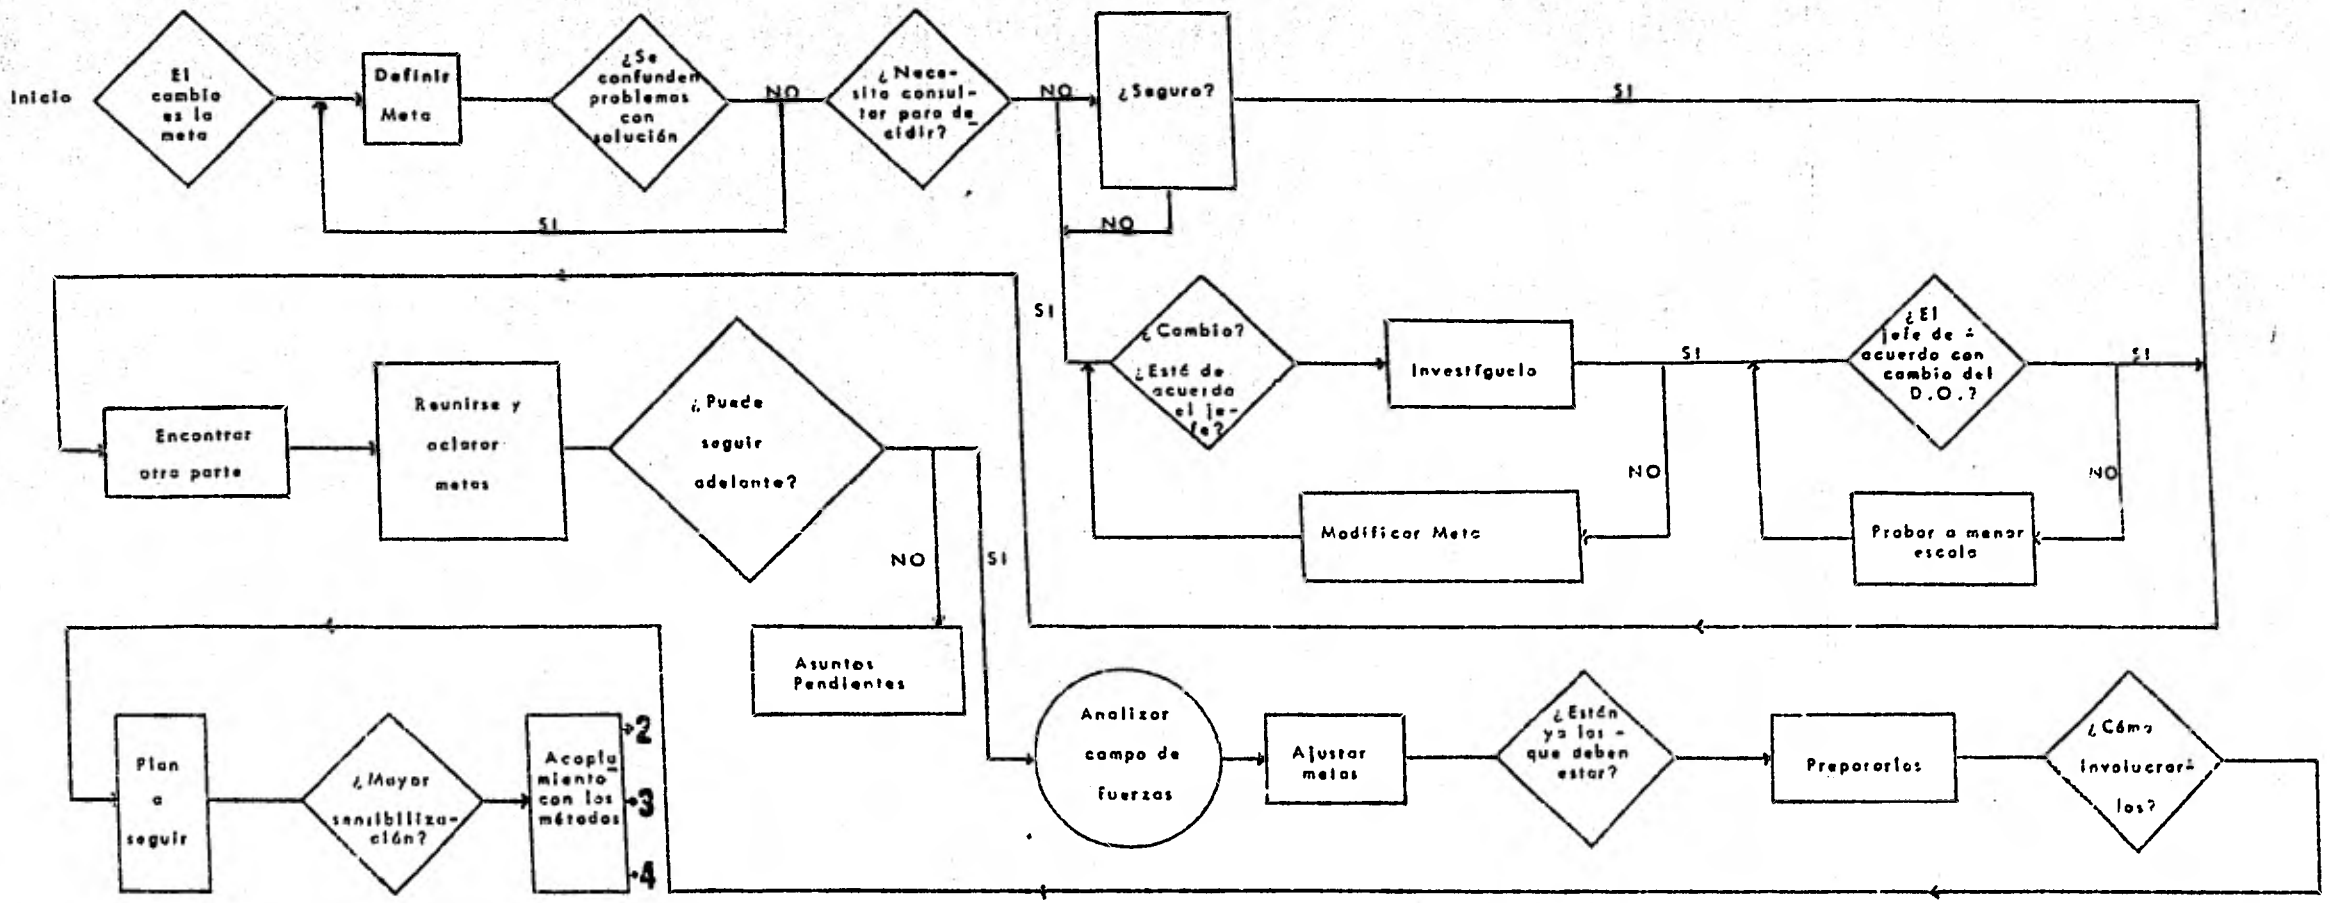 Inicio
El
cambio
es la
meta
Definir
Meta
¿Se
confunden
problemas
con
solución
NO
SI
¿Nece-
sita consul-
tar para de
cidir?
NO
¿Seguro?
SI
NO
SI
¿Cambio?
¿Esté de
acuerdo
el je-
fe?
Investíguelo
SI
NO
Modificar Meta
¿El
jefe de -
acuerdo con
cambio del
D.O.?
SI
NO
Probar a menor
escala
Encontrar
otra parte
Reunirse y
aclarar
metas
¿Puede
seguir
adelante?
NO
SI
Asuntos
Pendientes
Analizar
campo de
fuerzas
Ajustar
metas
¿Están
ya los -
que deben
estar?
Prepararlos
¿Cómo
involucrar-
los?
Plan
a
seguir
¿Mayor
sensibiliza-
ción?
Acopla
miento
con los
métodos
2
3
4